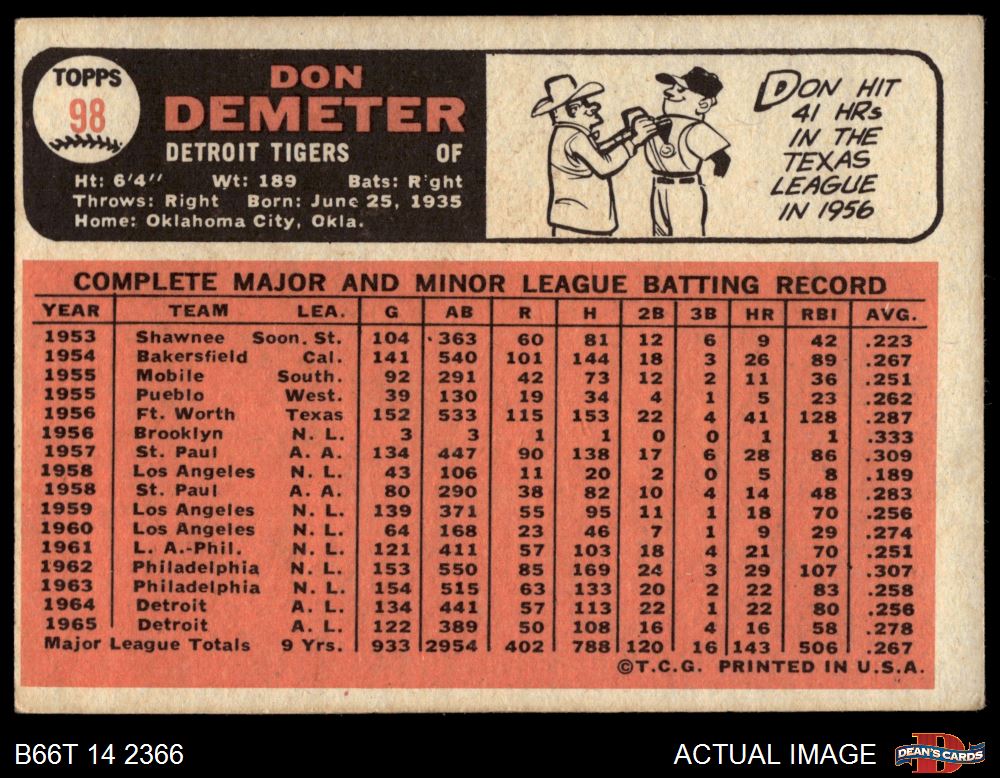 TOPPS
98
DON
DEMETER
DETROIT TIGERS OF
Ht: 6'4" Wt: 189 Bats: Right
Throws: Right Born: June 25, 1935
Home: Oklahoma City, Okla.
DON HIT
41 HRs
IN THE
TEXAS
LEAGUE
IN 1956
COMPLETE MAJOR AND MINOR LEAGUE BATTING RECORD
YEAR TEAM LEA. G AB R H 2B 3B HR RBI AVG.
1953 Shawnee Soon. St. 104 363 60 81 12 6 9 42 .223
1954 Bakersfield Cal. 141 540 101 144 18 3 26 89 .267
1955 Mobile South. 92 291 42 73 12 2 11 36 .251
1955 Pueblo West. 39 130 19 34 4 1 5 23 .262
1956 Ft. Worth Texas 152 533 115 153 22 4 41 128 .287
1956 Brooklyn N. L. 3 3 1 1 0 0 1 1 .333
1957 St. Paul A. A. 134 447 90 138 17 6 28 86 .309
1958 Los Angeles N. L. 43 106 11 20 2 0 5 8 .189
1958 St. Paul A. A. 80 290 38 82 10 4 14 48 .283
1959 Los Angeles N. L. 139 371 55 95 11 1 18 70 .256
1960 Los Angeles N. L. 64 168 23 46 7 1 9 29 .274
1961 L. A.-Phil. N. L. 121 411 57 103 18 4 21 70 .251
1962 Philadelphia N. L. 153 550 85 169 24 3 29 107 .307
1963 Philadelphia N. L. 154 515 63 133 20 2 22 83 .258
1964 Detroit A. L. 134 441 57 113 22 1 22 80 .256
1965 Detroit A. L. 122 389 50 108 16 4 16 58 .278
Major League Totals 9 Yrs. 933 2954 402 788 120 16 143 506 .267
©T.C.G. PRINTED IN U.S.A.
B66T 14 2366
ACTUAL IMAGE
DEAN'S CARDS